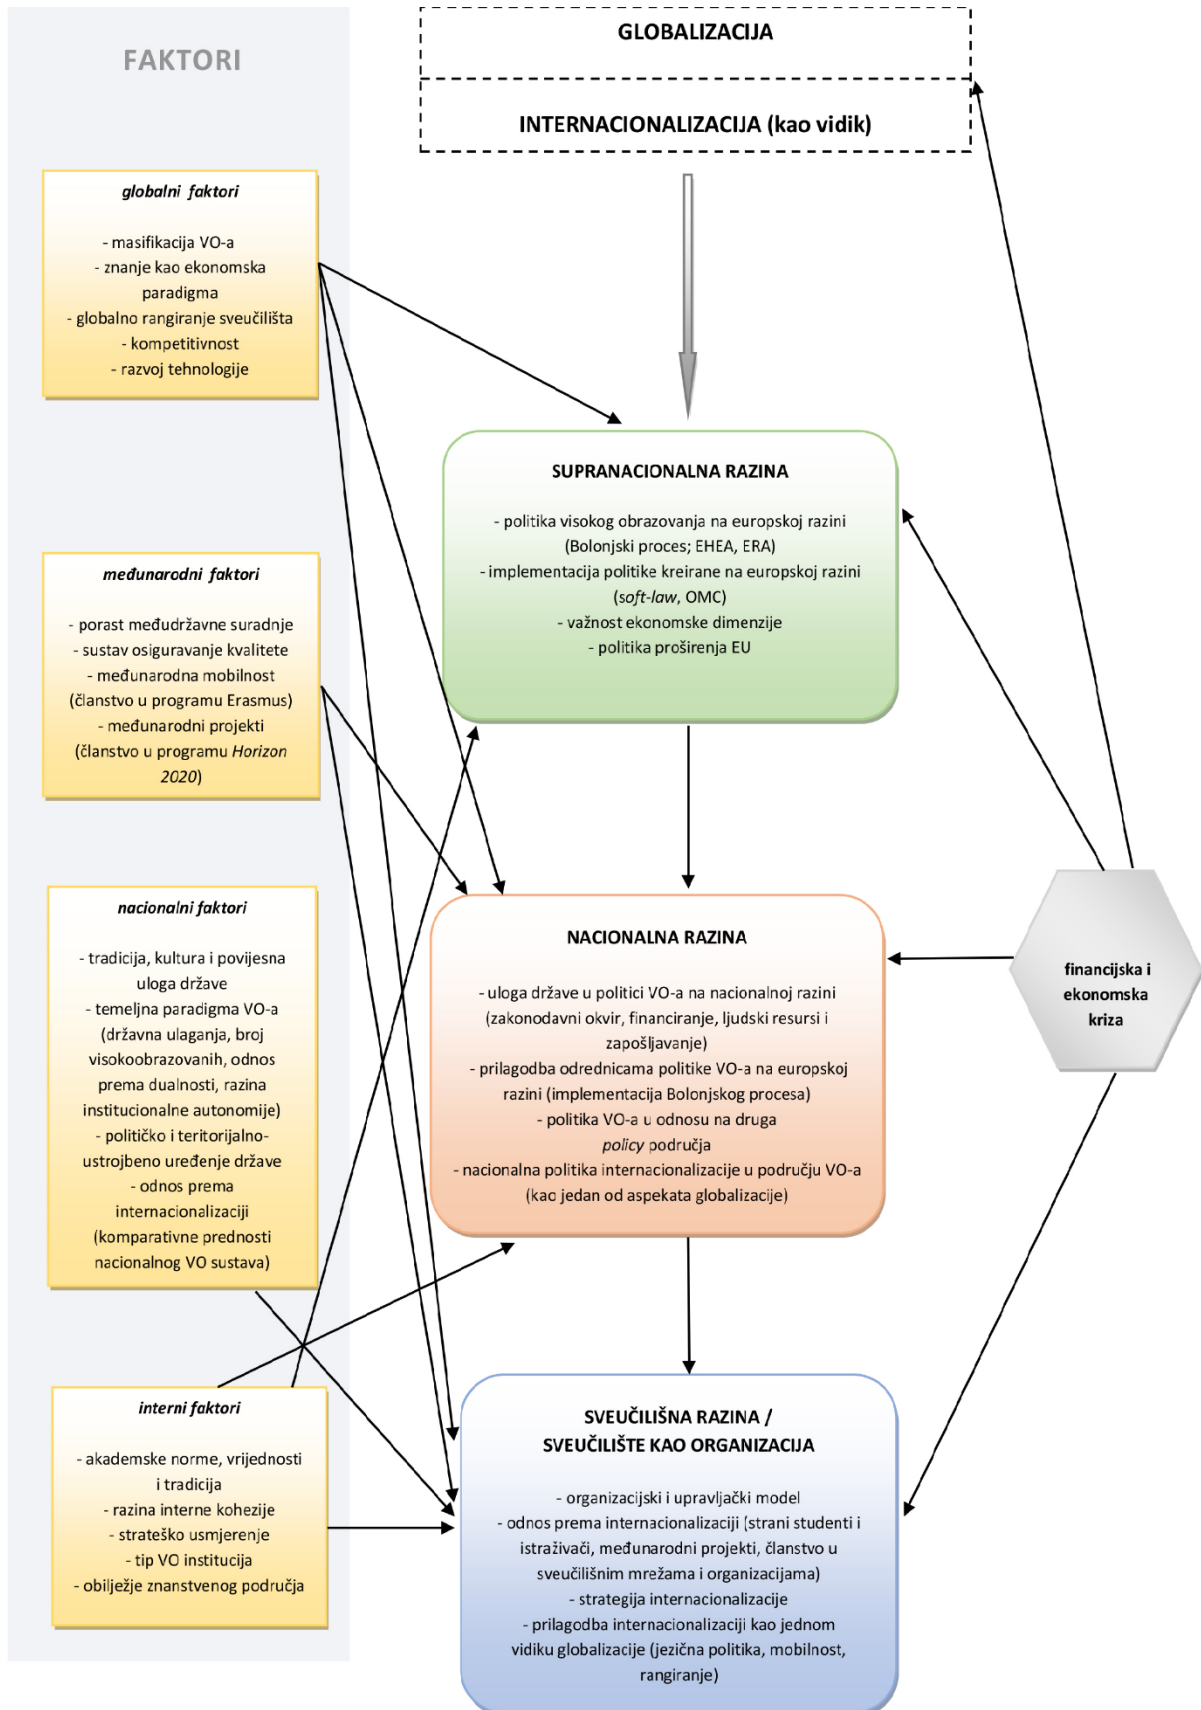 FAKTORI
GLOBALIZACIJA
INTERNACIONALIZACIJA (kao vidik)
globalni faktori
- masifikacija VO-a
- znanje kao ekonomska
paradigma
- globalno rangiranje sveučilišta
- kompetitivnost
- razvoj tehnologije
SUPRANACIONALNA RAZINA
- politika visokog obrazovanja na europskoj razini
(Bolonjski proces; EHEA, ERA)
- implementacija politike kreirane na europskoj razini
(soft-law, OMC)
- važnost ekonomske dimenzije
- politika proširenja EU
međunarodni faktori
- porast međudržavne suradnje
- sustav osiguravanje kvalitete
- međunarodna mobilnost
(članstvo u programu Erasmus)
- međunarodni projekti
(članstvo u programu Horizon
2020)
nacionalni faktori
- tradicija, kultura i povijesna
uloga države
- temeljna paradigma VO-a
(državna ulaganja, broj
visokoobrazovanih, odnos
prema dualnosti, razina
institucionalne autonomije)
- političko i teritorijalno-
ustrojbeno uređenje države
- odnos prema
internacionalizaciji
(komparativne prednosti
nacionalnog VO sustava)
NACIONALNA RAZINA
- uloga države u politici VO-a na nacionalnoj razini
(zakonodavni okvir, financiranje, ljudski resursi i
zapošljavanje)
- prilagodba odrednicama politike VO-a na europskoj
razini (implementacija Bolonjskog procesa)
- politika VO-a u odnosu na druga
policy područja
- nacionalna politika internacionalizacije u području VO-a
(kao jedan od aspekata globalizacije)
financijska i
ekonomska
kriza
interni faktori
- akademske norme, vrijednosti
i tradicija
- razina interne kohezije
- strateško usmjerenje
- tip VO institucija
- obilježje znanstvenog područja
SVEUČILIŠNA RAZINA /
SVEUČILIŠTE KAO ORGANIZACIJA
- organizacijski i upravljački model
- odnos prema internacionalizaciji (strani studenti i
istraživači, međunarodni projekti, članstvo u
sveučilišnim mrežama i organizacijama)
- strategija internacionalizacije
- prilagodba internacionalizaciji kao jednom
vidiku globalizacije (jezična politika, mobilnost,
rangiranje)